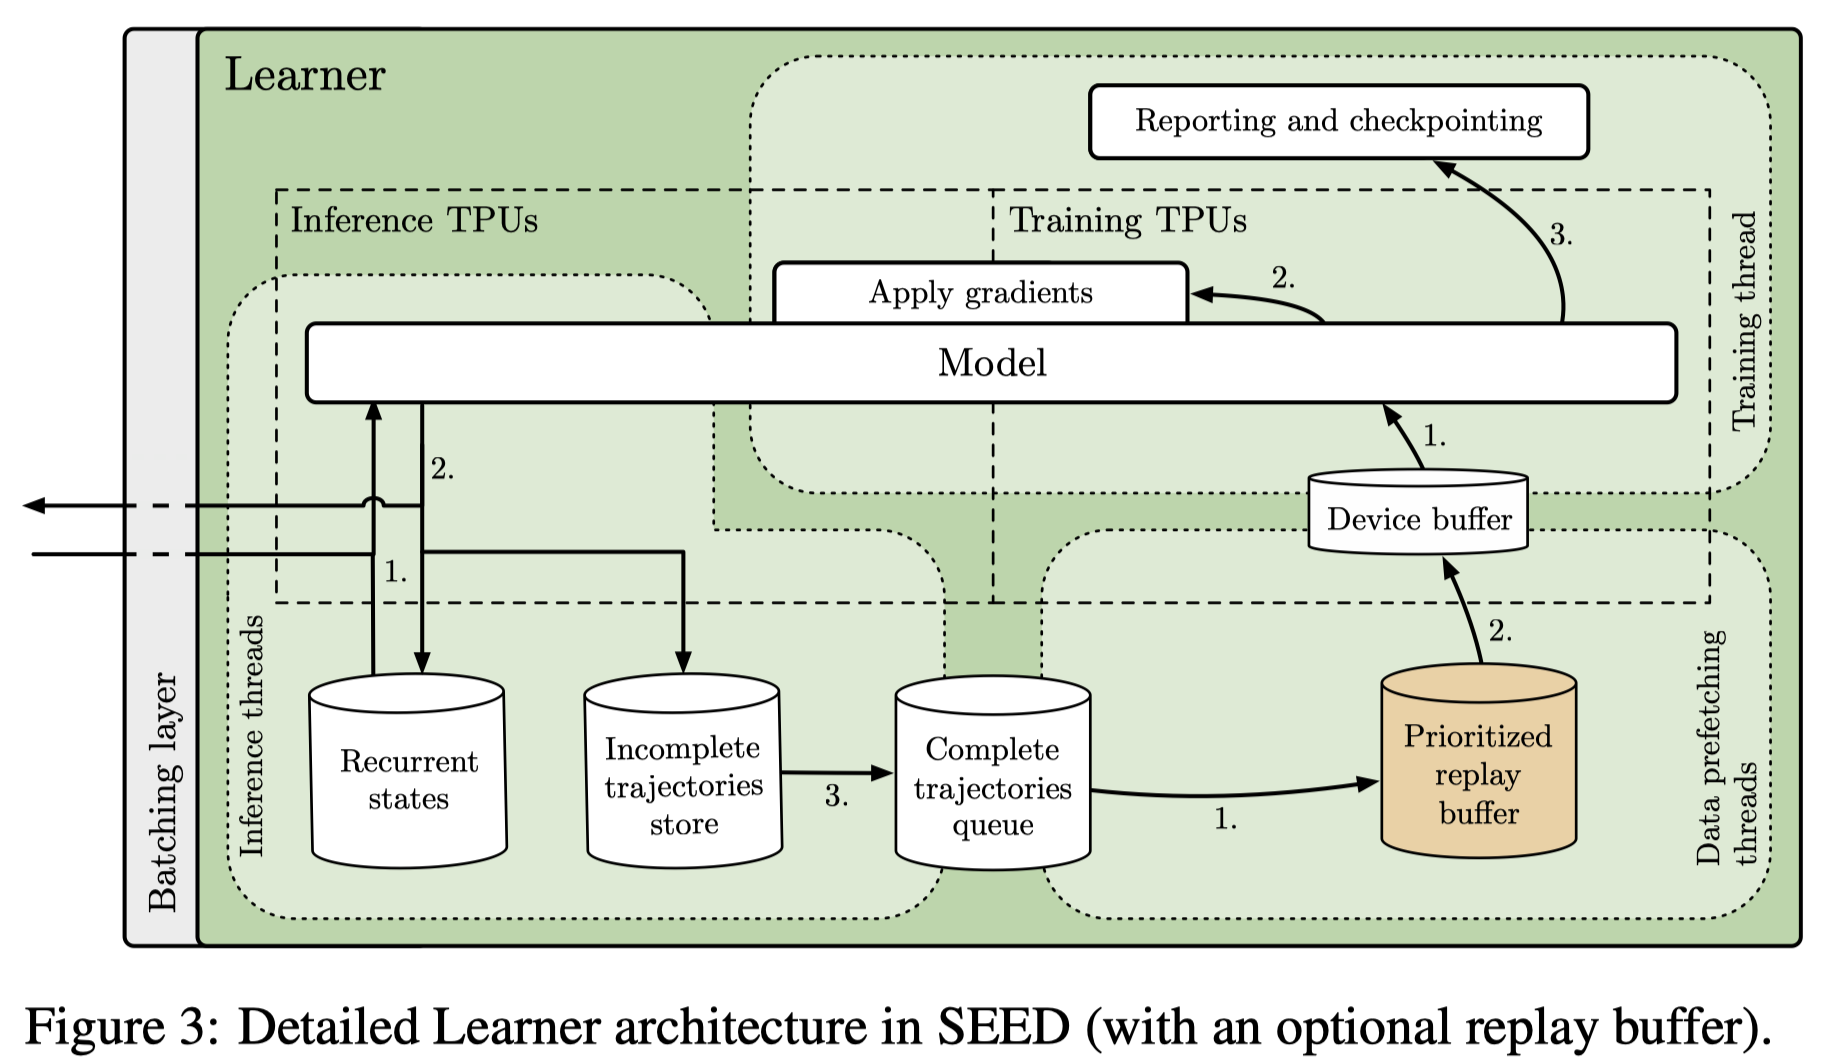 Learner
Reporting and checkpointing
Inference TPUs
Training TPUs
3.
Training thread
2.
Apply gradients
Model
1.
2.
Device buffer
1.
2.
Inference threads
Batching layer
Recurrent
states
Incomplete
trajectories
store
3.
Complete
trajectories
queue
1.
Prioritized
replay
buffer
Data prefetching
threads
Figure 3: Detailed Learner architecture in SEED (with an optional replay buffer).